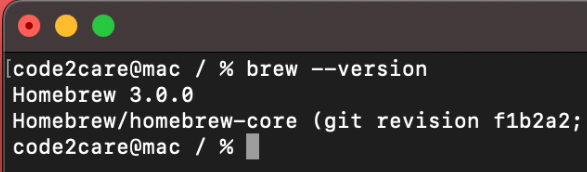 [code2care@mac / % brew --version
Homebrew 3.0.0
Homebrew/homebrew-core (git revision f1b2a2;
code2care@mac / %